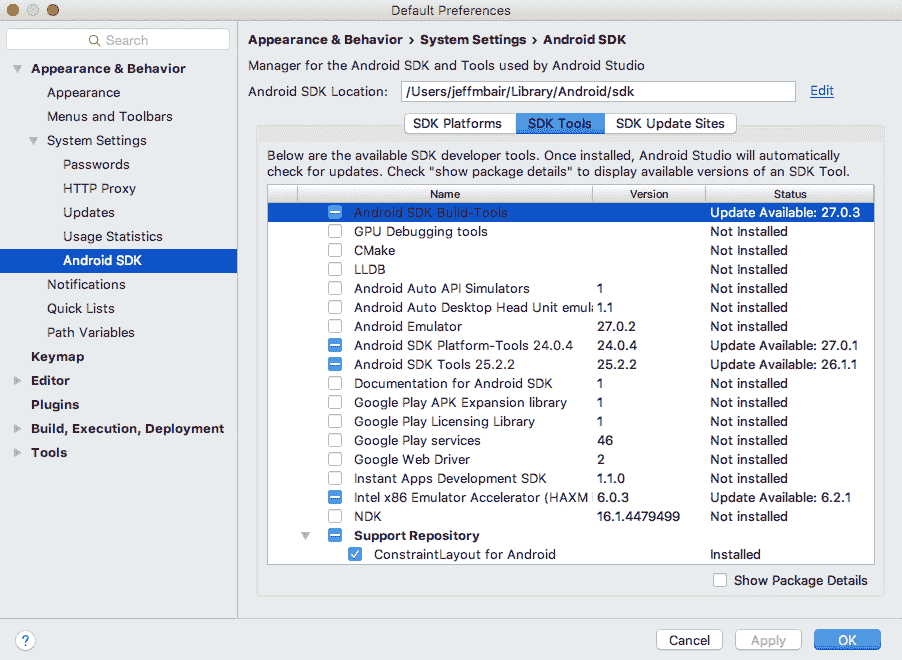 Default Preferences
Search
Appearance & Behavior
Appearance
Menus and Toolbars
System Settings
Passwords
HTTP Proxy
Updates
Usage Statistics
Android SDK
Notifications
Quick Lists
Path Variables
Keymap
Editor
Plugins
Build, Execution, Deployment
Tools
Appearance & Behavior › System Settings › Android SDK
Manager for the Android SDK and Tools used by Android Studio
Android SDK Location: /Users/jeffmbair/Library/Android/sdk Edit
SDK Platforms SDK Tools SDK Update Sites
Below are the available SDK developer tools. Once installed, Android Studio will automatically
check for updates. Check "show package details" to display available versions of an SDK Tool.
Name Version Status
Android SDK Build-Tools Update Available: 27.0.3
GPU Debugging tools Not Installed
CMake Not Installed
LLDB Not Installed
Android Auto API Simulators 1 Not installed
Android Auto Desktop Head Unit emul 1.1 Not installed
Android Emulator 27.0.2 Not installed
Android SDK Platform-Tools 24.0.4 24.0.4 Update Available: 27.0.1
Android SDK Tools 25.2.2 25.2.2 Update Available: 26.1.1
Documentation for Android SDK 1 Not installed
Google Play APK Expansion library 1 Not installed
Google Play Licensing Library 1 Not installed
Google Play services 46 Not installed
Google Web Driver 2 Not installed
Instant Apps Development SDK 1.1.0 Not installed
Intel x86 Emulator Accelerator (HAXM 6.0.3 Update Available: 6.2.1
NDK 16.1.4479499 Not installed
Support Repository
ConstraintLayout for Android Installed
Show Package Details
? Cancel Apply OK